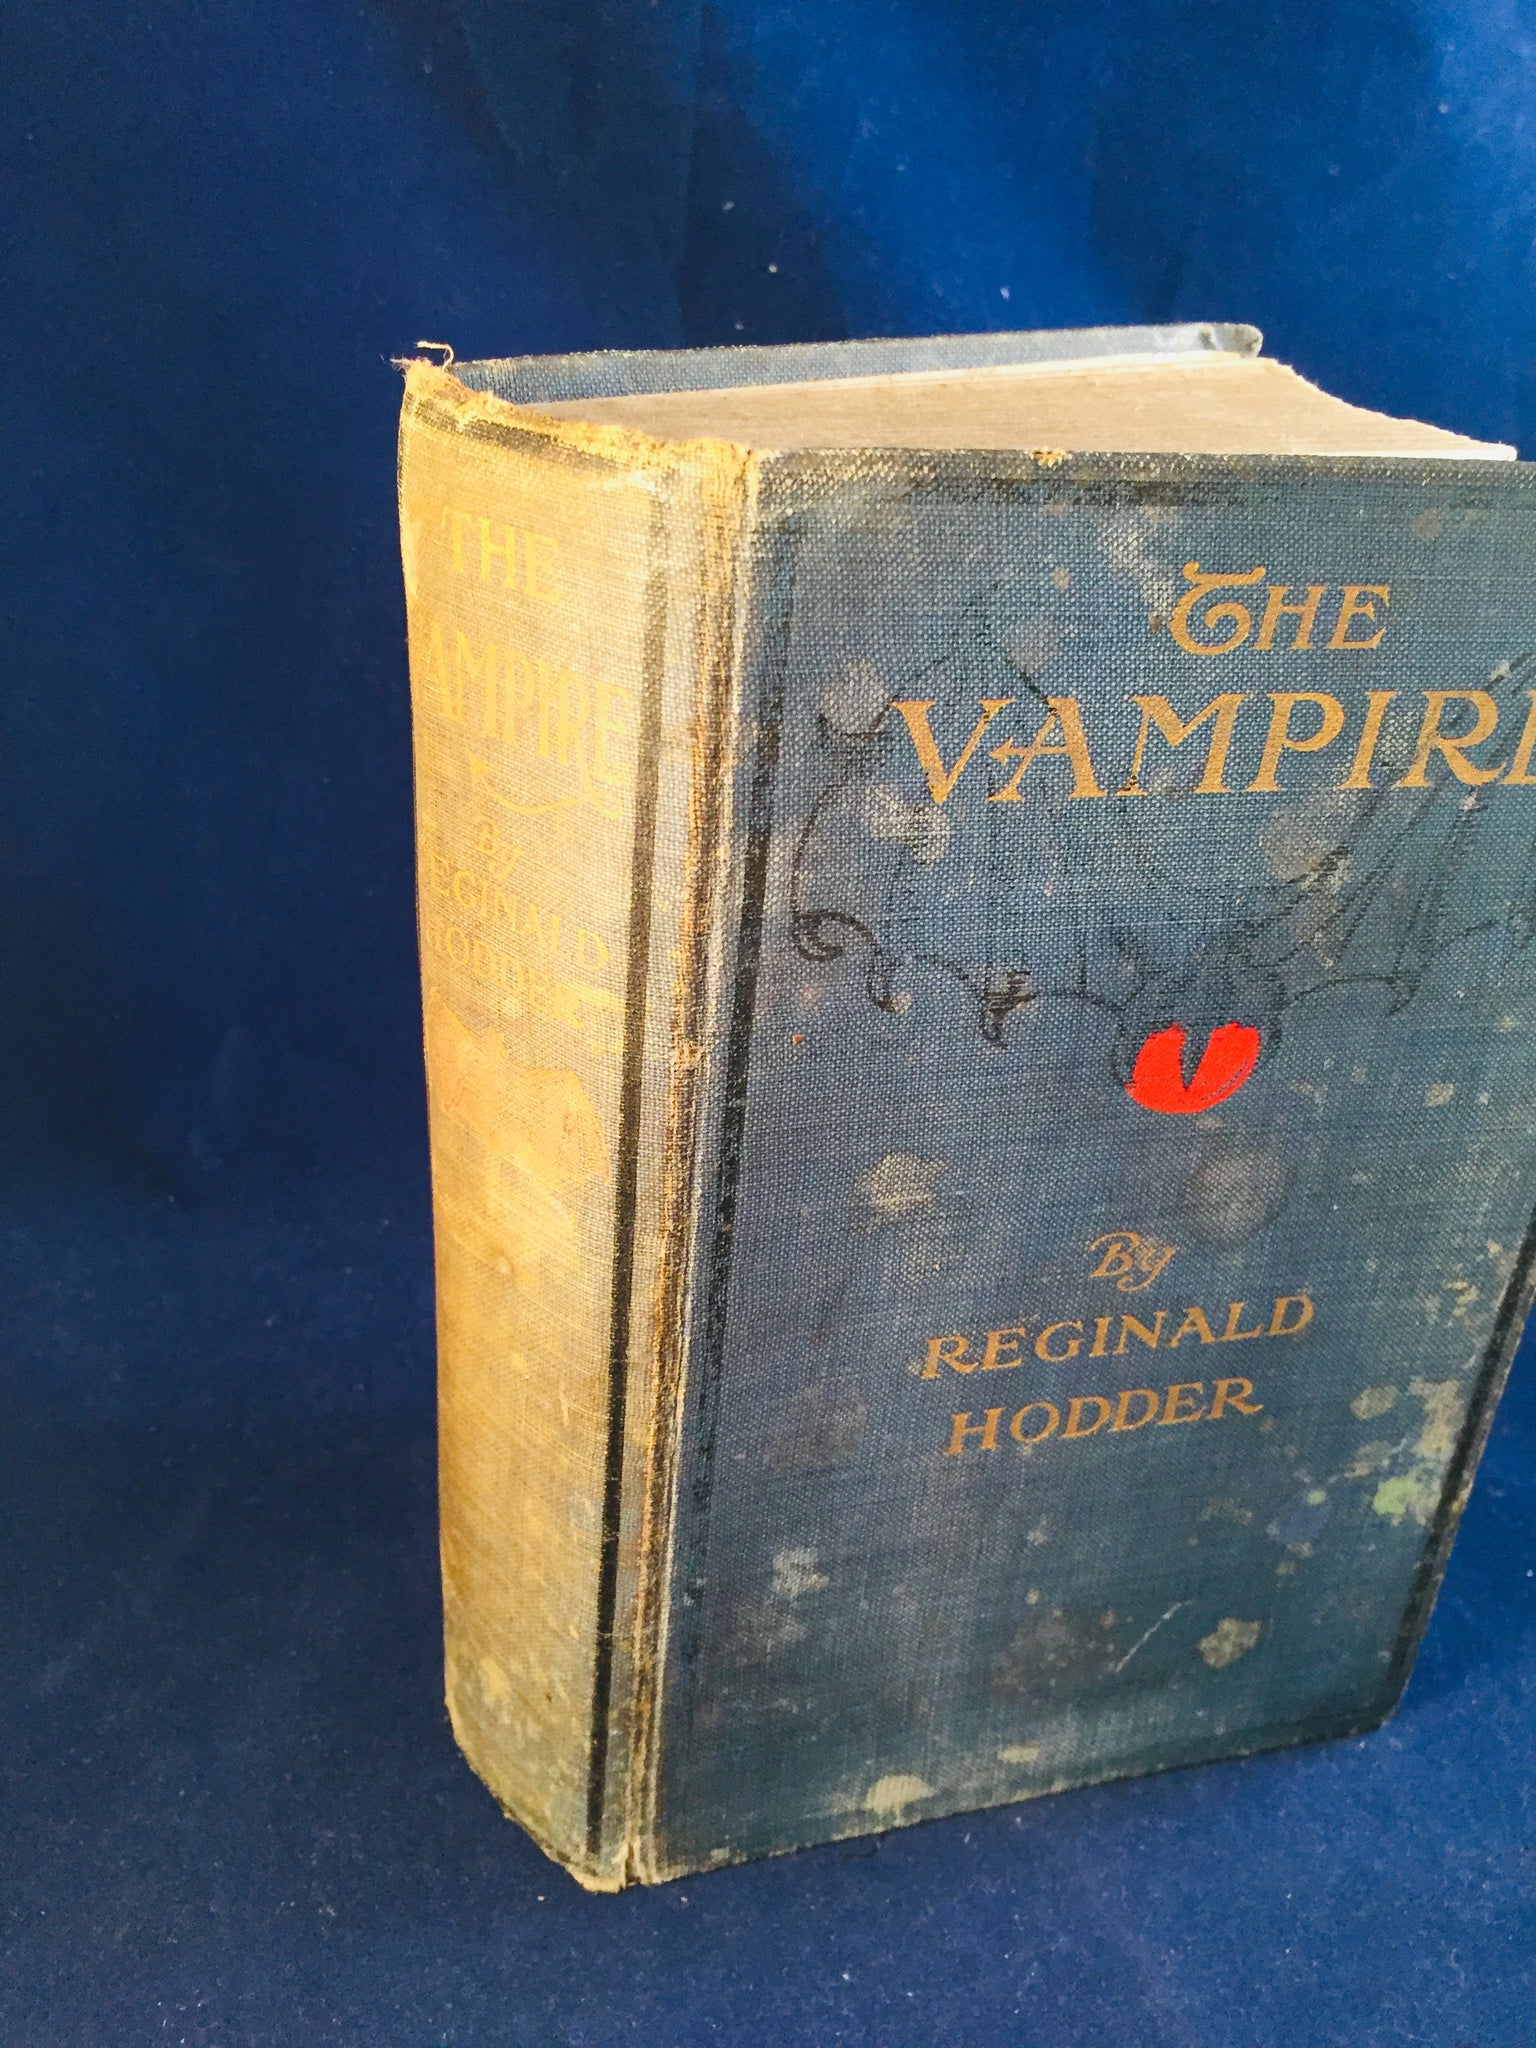 THE
VAMPIRE
By
REGINALD
HODDER
THE
VAMPIRE
By
REGINALD
HODDER